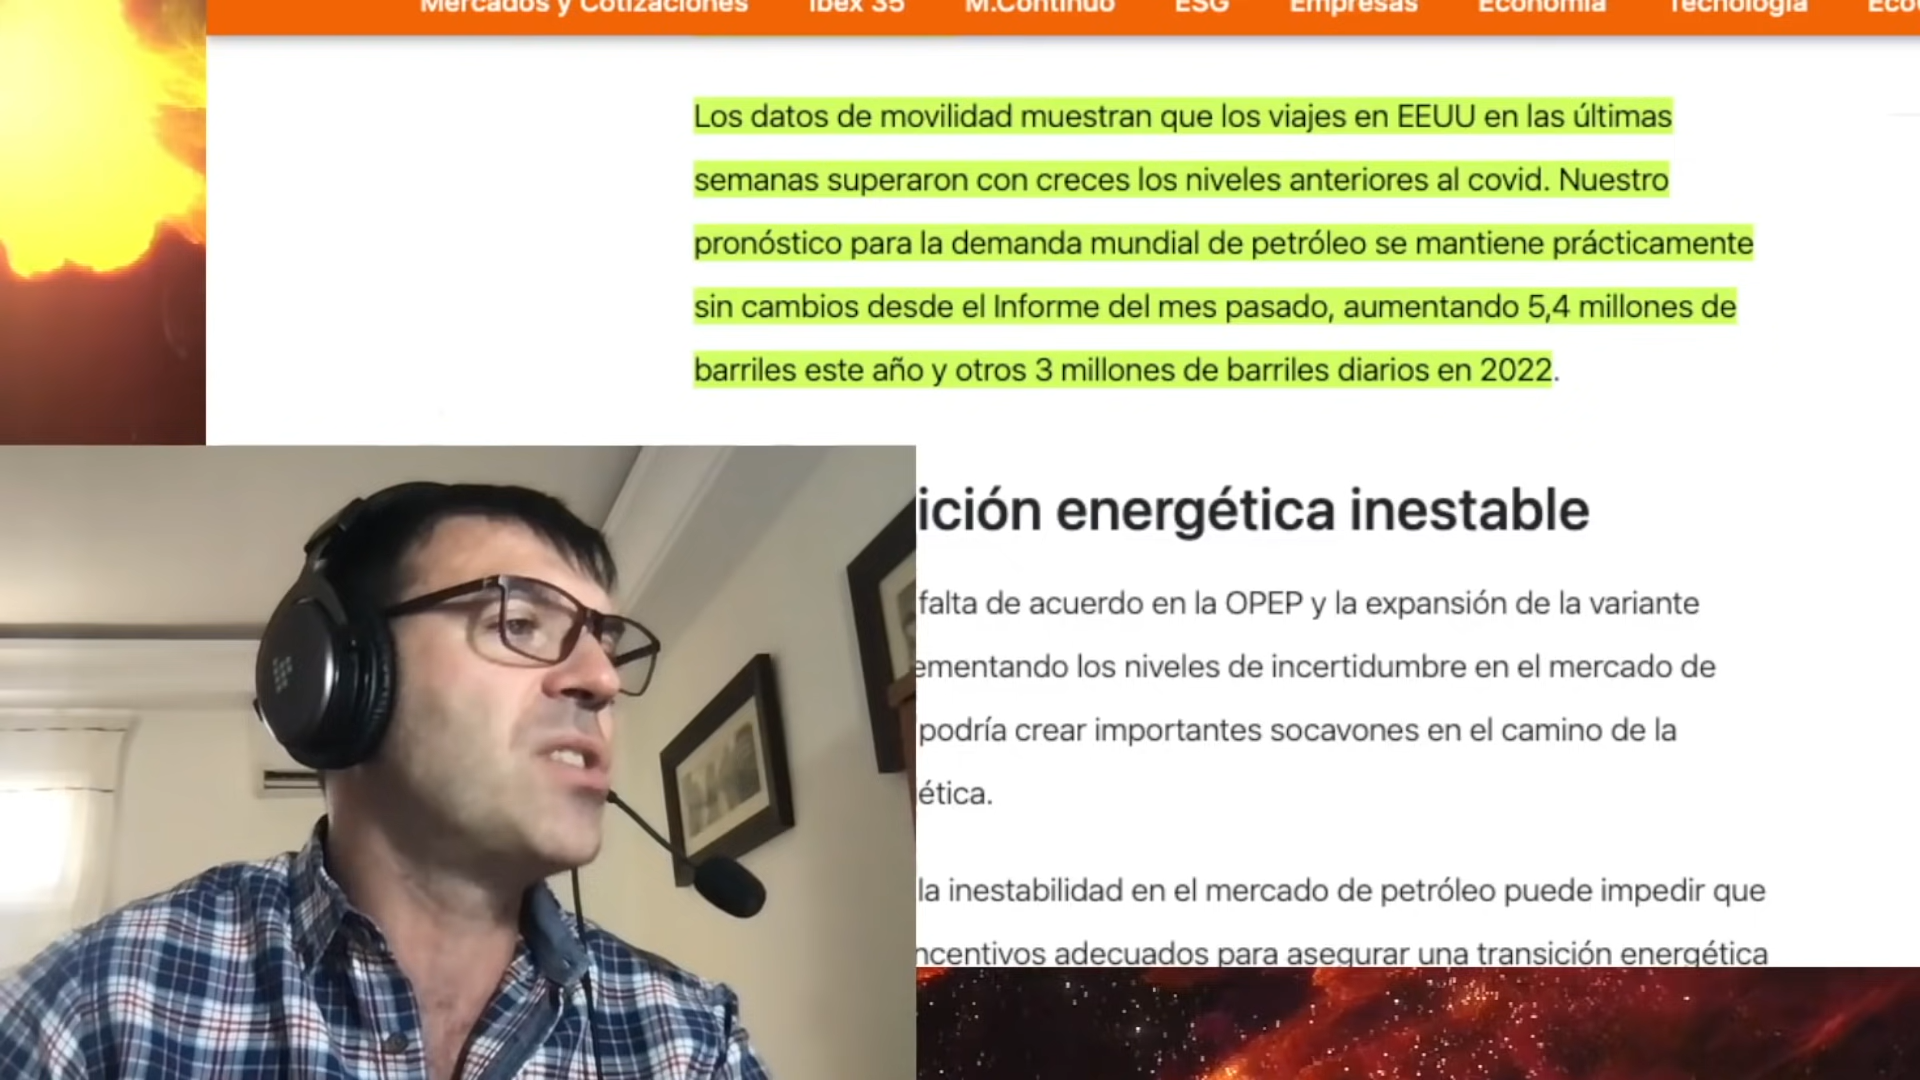 Mercados y Cotizaciones Ibex 35 M.Continuo ESG Empresas Economía Tecnología
Los datos de movilidad muestran que los viajes en EEUU en las últimas
semanas superaron con creces los niveles anteriores al covid. Nuestro
pronóstico para la demanda mundial de petróleo se mantiene prácticamente
sin cambios desde el Informe del mes pasado, aumentando 5,4 millones de
barriles este año y otros 3 millones de barriles diarios en 2022.
ición energética inestable
falta de acuerdo en la OPEP y la expansión de la variante
ementando los niveles de incertidumbre en el mercado de
podría crear importantes socavones en el camino de la
ética.
la inestabilidad en el mercado de petróleo puede impedir que
ncentivos adecuados para asegurar una transición energética